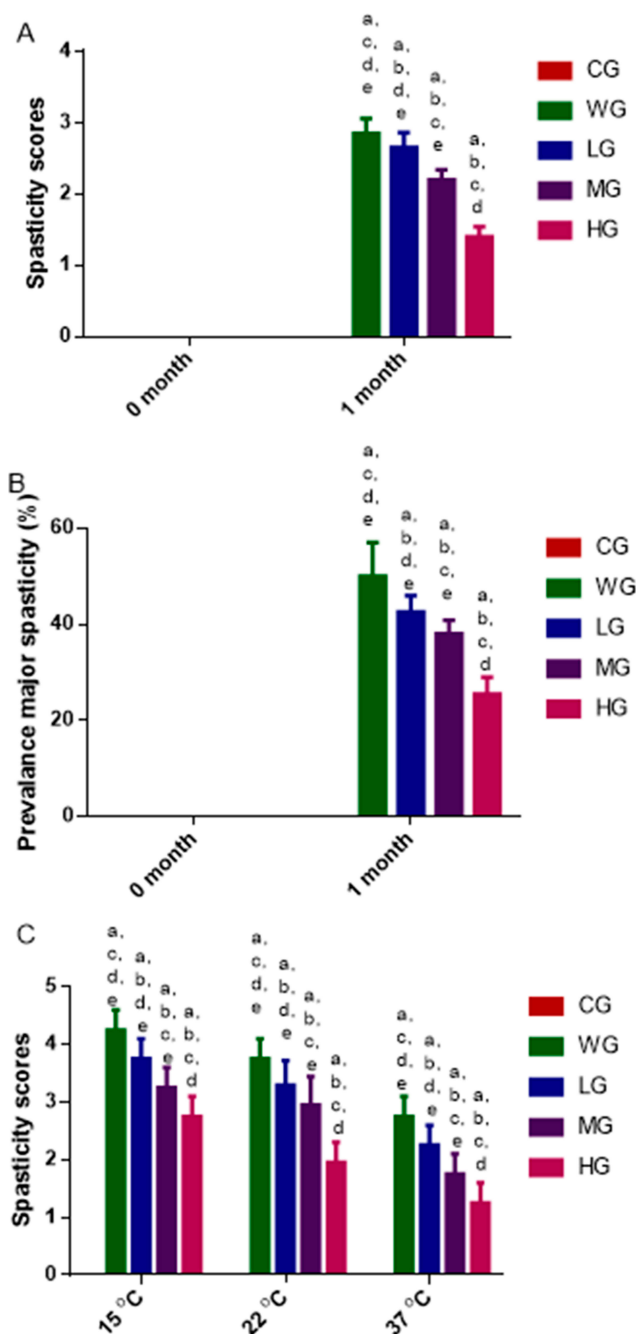 A
Spasticity scores
4
3
2
1
0
a,
c,
d,
e
a,
b,
d,
e
a,
b,
c,
e
a,
b,
c,
d
0 month
1 month
CG
WG
LG
MG
HG
B
Prevalance major spasticity (%)
60
40
20
0
a,
c,
d,
e
a,
b,
d,
e
a,
b,
c,
e
a,
b,
c,
d
0 month
1 month
CG
WG
LG
MG
HG
C
Spasticity scores
5
4
3
2
1
0
a,
c,
d,
e
a,
b,
d,
e
a,
b,
c,
e
a,
b,
c,
d
a,
c,
d,
e
a,
b,
d,
e
a,
b,
c,
e
a,
b,
c,
d
a,
c,
d,
e
a,
b,
d,
e
a,
b,
c,
e
a,
b,
c,
d
15 °C
22 °C
37 °C
CG
WG
LG
MG
HG